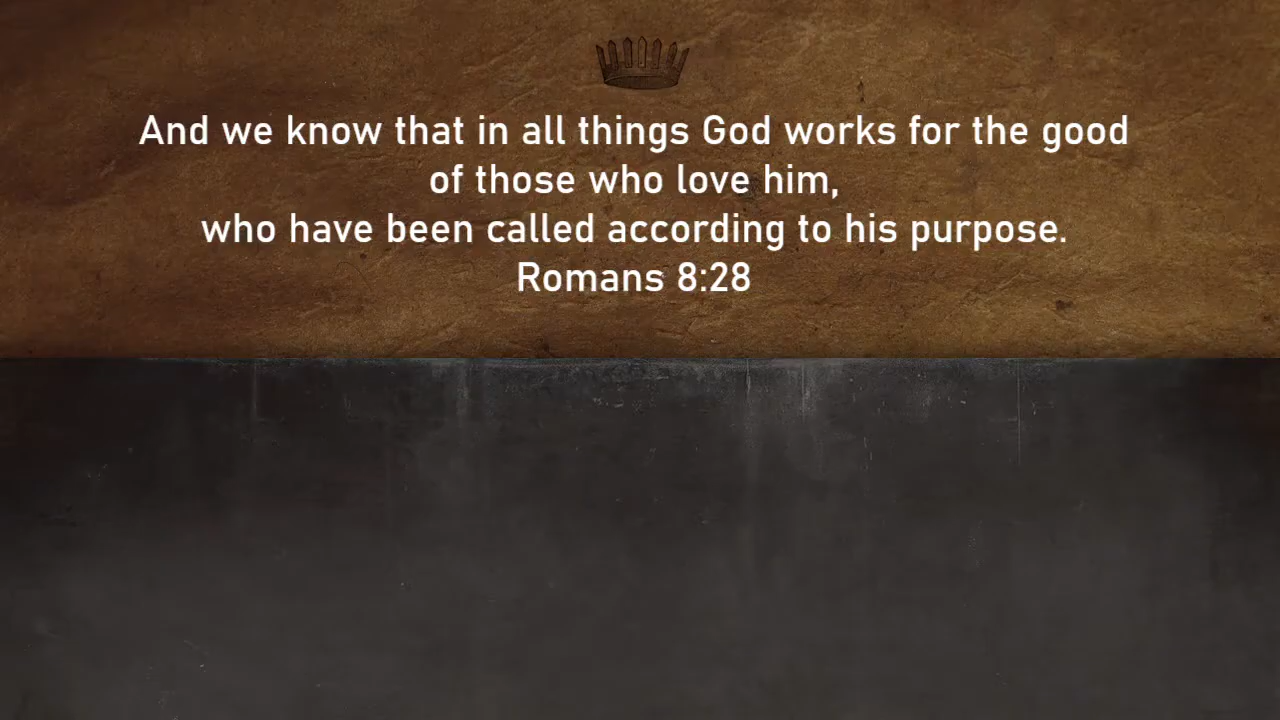 And we know that in all things God works for the good
of those who love him,
who have been called according to his purpose.
Romans 8:28